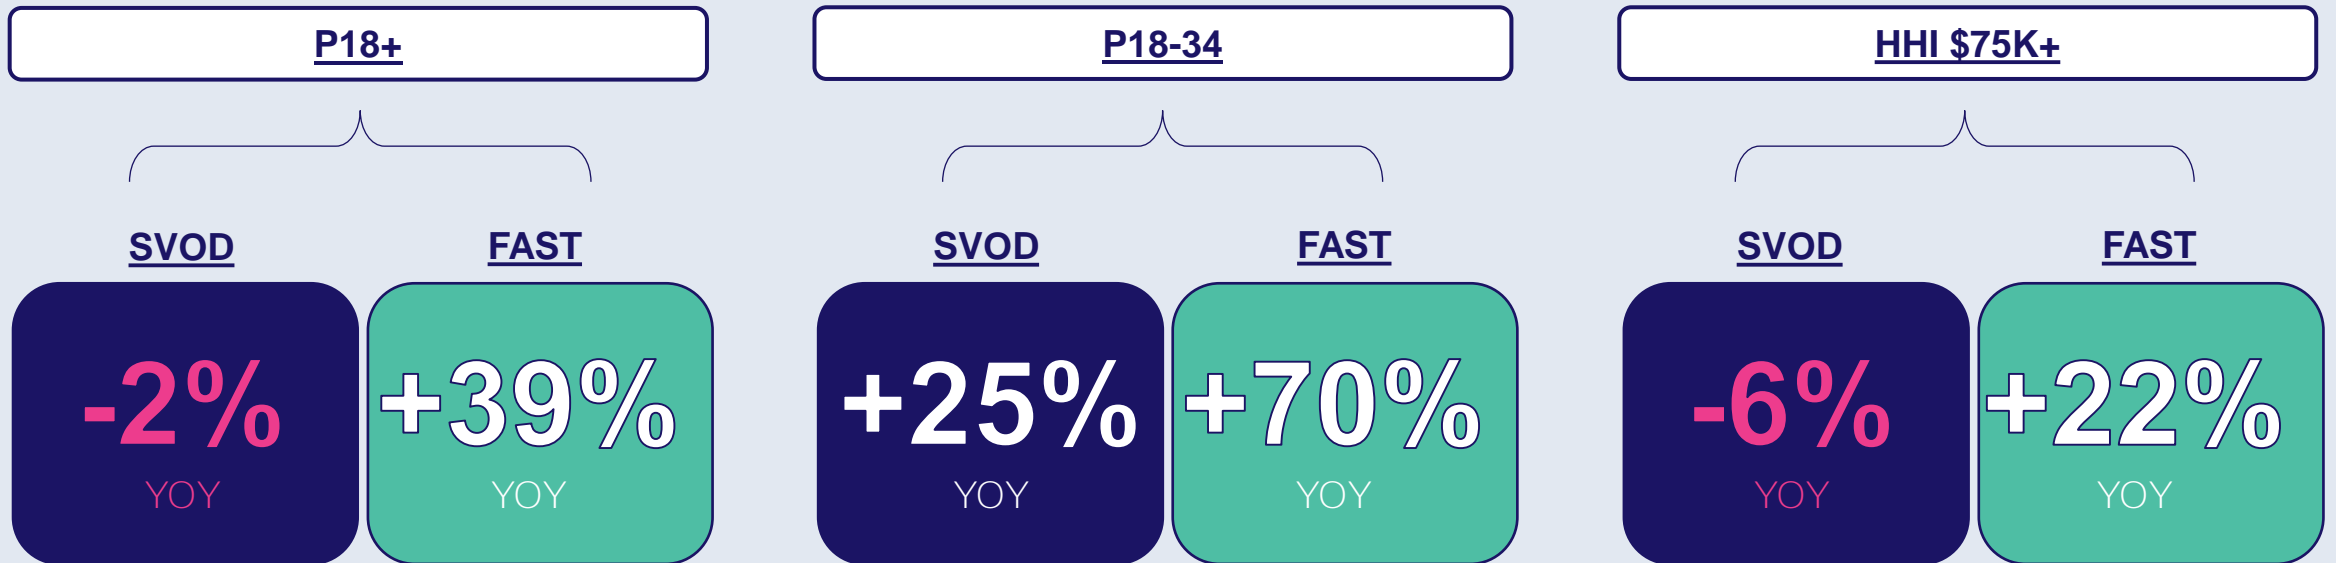 P18+
SVOD
FAST
-2%
YOY
+39%
YOY
P18-34
SVOD
FAST
+25%
YOY
+70%
YOY
HHI $75K+
SVOD
FAST
-6%
YOY
+22%
YOY